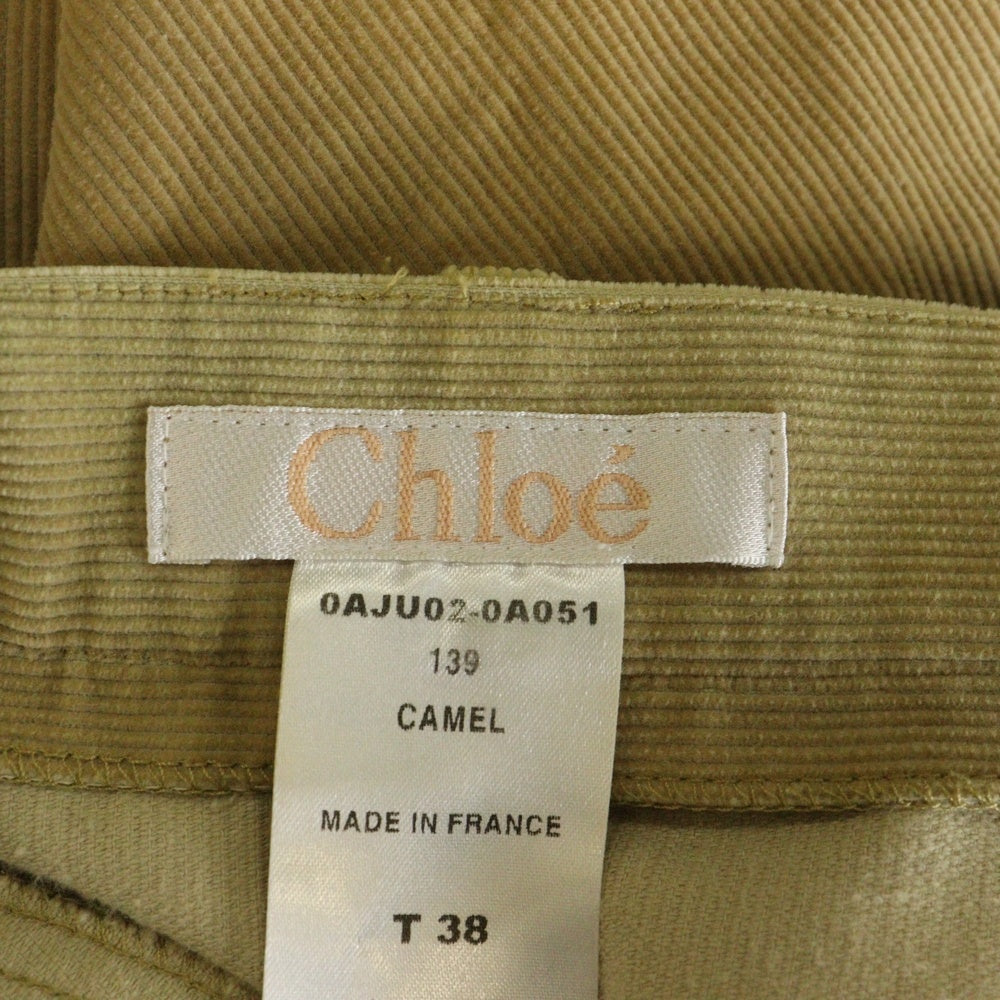 Chloé
0AJU02-0A051
139
CAMEL
MADE IN FRANCE
T 38